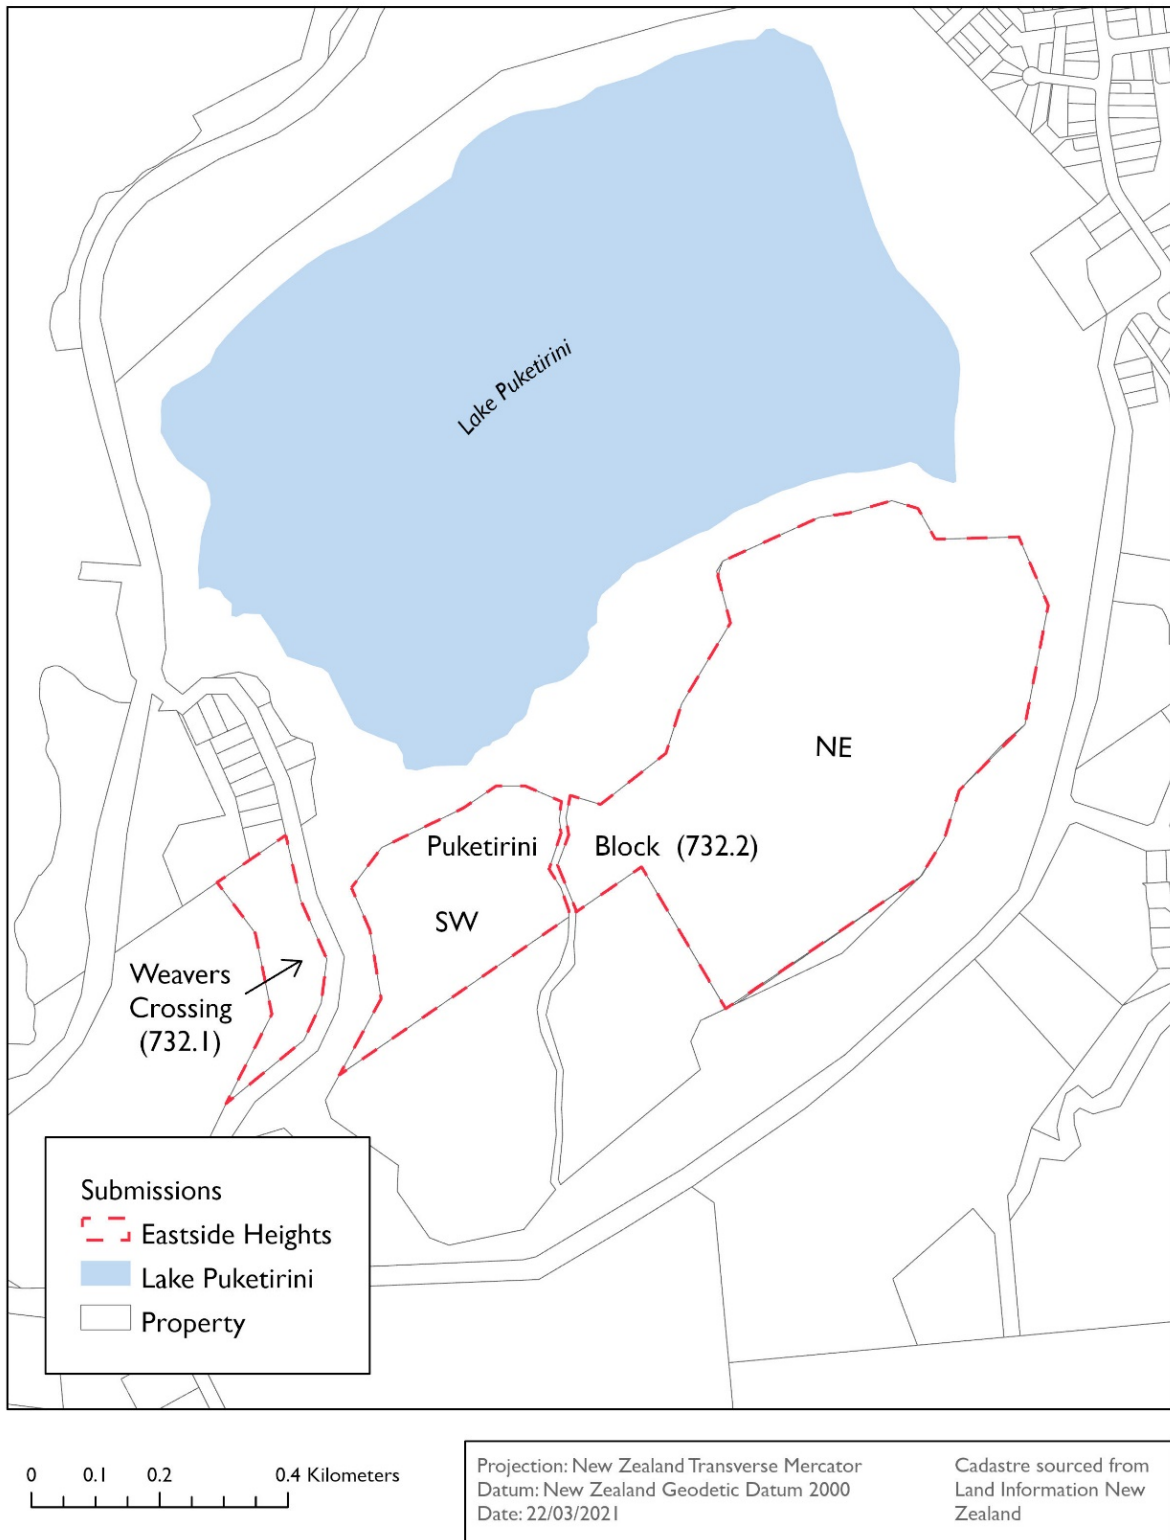 Lake Puketirini
NE
Puketirini Block (732.2)
SW
Weavers
Crossing
(732.1)
Submissions
Eastside Heights
Lake Puketirini
Property
0 0.1 0.2 0.4 Kilometers
Projection: New Zealand Transverse Mercator
Datum: New Zealand Geodetic Datum 2000
Date: 22/03/2021
Cadastre sourced from
Land Information New
Zealand